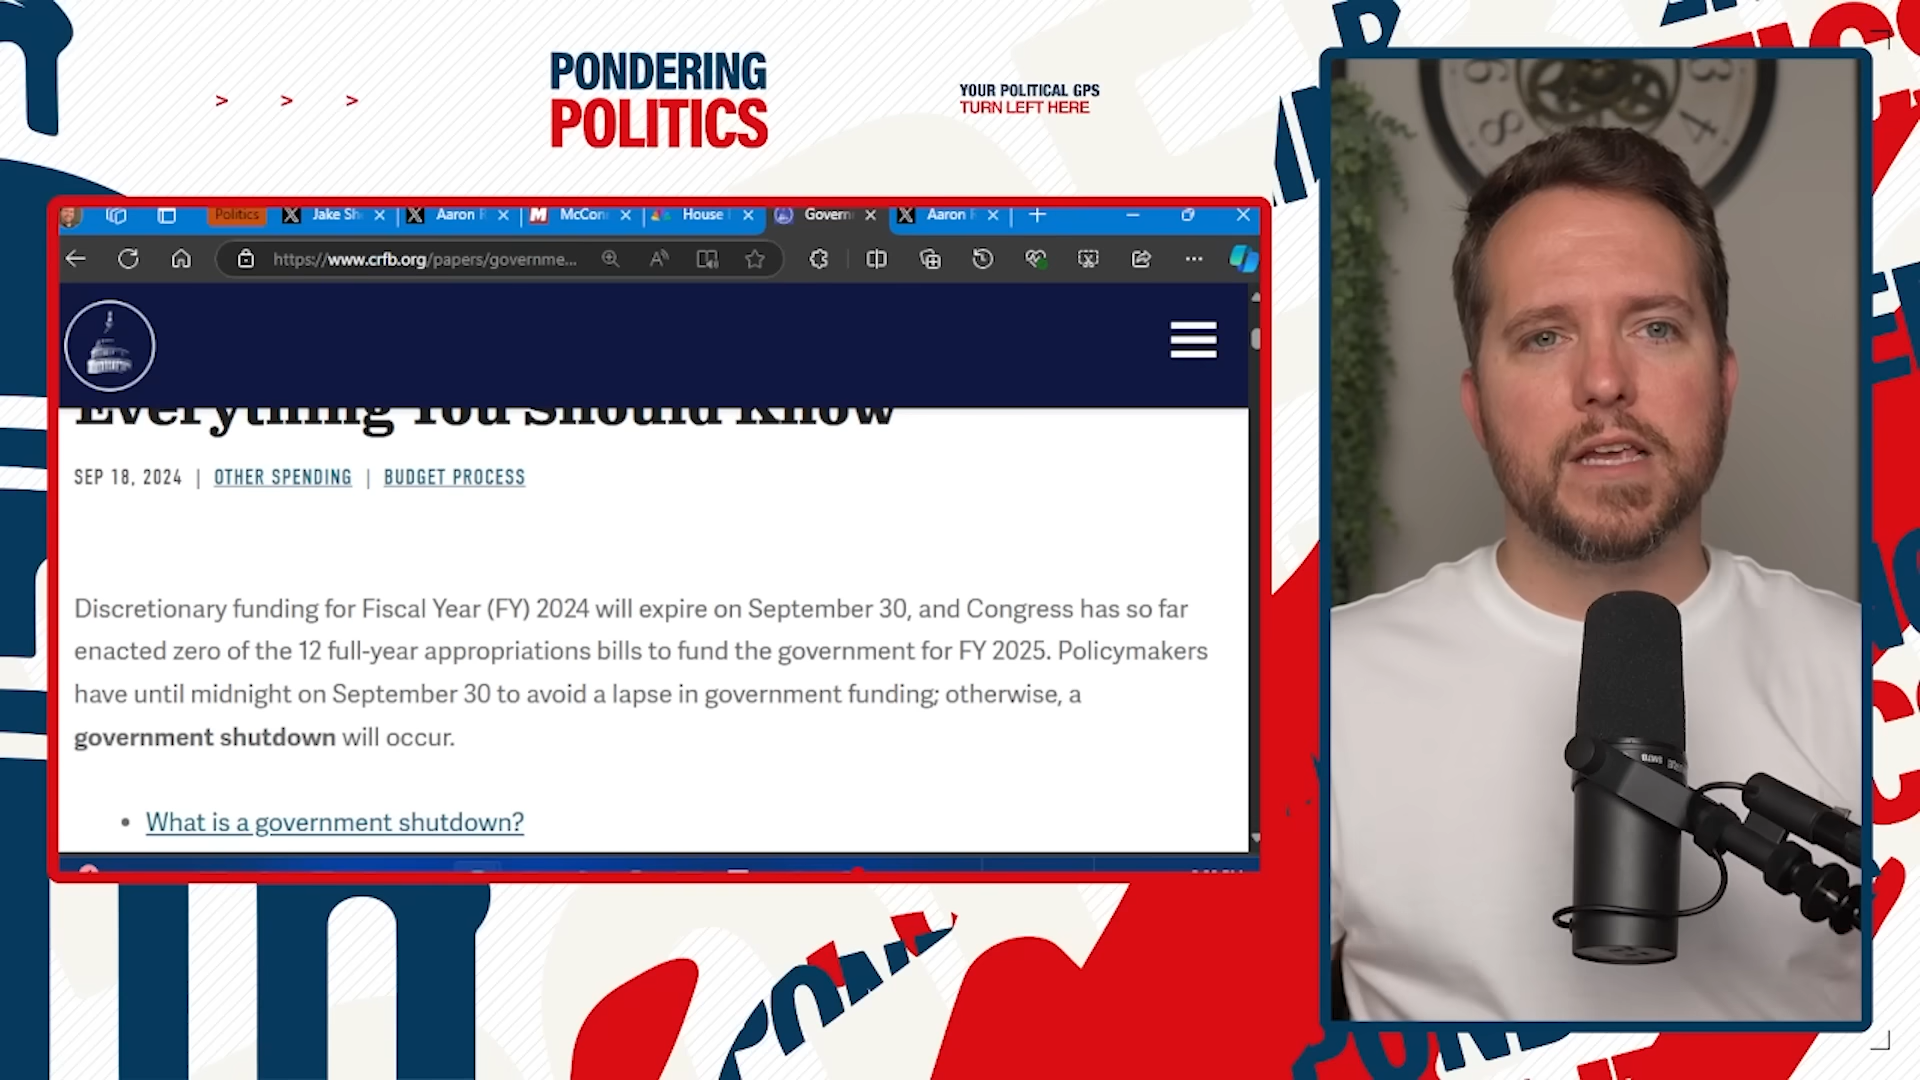 PONDERING
POLITICS
YOUR POLITICAL GPS
TURN LEFT HERE
> > >
Politics
Jake Sh
Aaron
McCon
House
Govern
Aaron
https://www.crfb.org/papers/governme...
Everything You Should Know
SEP 18, 2024 | OTHER SPENDING | BUDGET PROCESS
Discretionary funding for Fiscal Year (FY) 2024 will expire on September 30, and Congress has so far
enacted zero of the 12 full-year appropriations bills to fund the government for FY 2025. Policymakers
have until midnight on September 30 to avoid a lapse in government funding; otherwise, a
government shutdown will occur.
• What is a government shutdown?